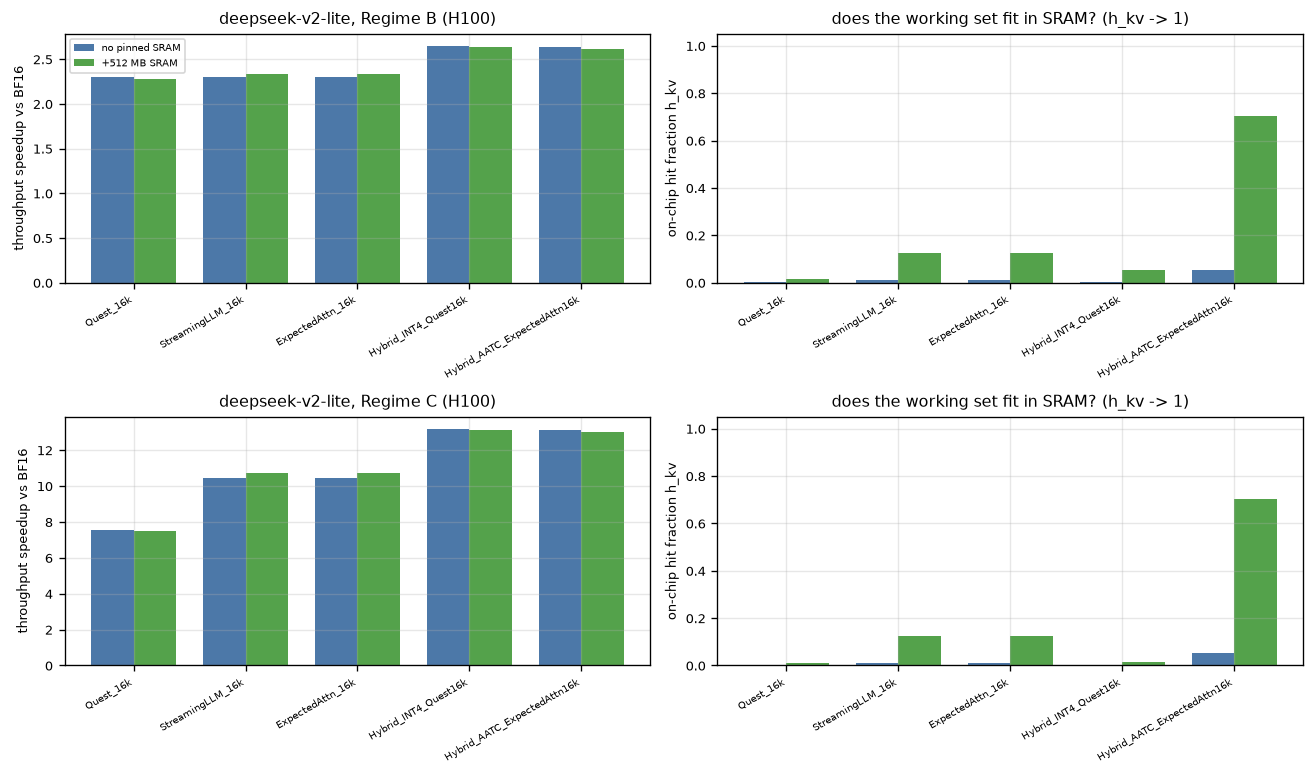 deepseek-v2-lite, Regime B (H100)
throughput speedup vs BF16
2.5
2.0
1.5
1.0
0.5
0.0
no pinned SRAM
+512 MB SRAM
Quest_16k
StreamingLLM_16k
ExpectedAttn_16k
Hybrid_INT4_Quest16k
Hybrid_AATC_ExpectedAttn16k
does the working set fit in SRAM? (h_kv -> 1)
on-chip hit fraction h_kv
1.0
0.8
0.6
0.4
0.2
0.0
Quest_16k
StreamingLLM_16k
ExpectedAttn_16k
Hybrid_INT4_Quest16k
Hybrid_AATC_ExpectedAttn16k
deepseek-v2-lite, Regime C (H100)
throughput speedup vs BF16
12
10
8
6
4
2
0
Quest_16k
StreamingLLM_16k
ExpectedAttn_16k
Hybrid_INT4_Quest16k
Hybrid_AATC_ExpectedAttn16k
does the working set fit in SRAM? (h_kv -> 1)
on-chip hit fraction h_kv
1.0
0.8
0.6
0.4
0.2
0.0
Quest_16k
StreamingLLM_16k
ExpectedAttn_16k
Hybrid_INT4_Quest16k
Hybrid_AATC_ExpectedAttn16k